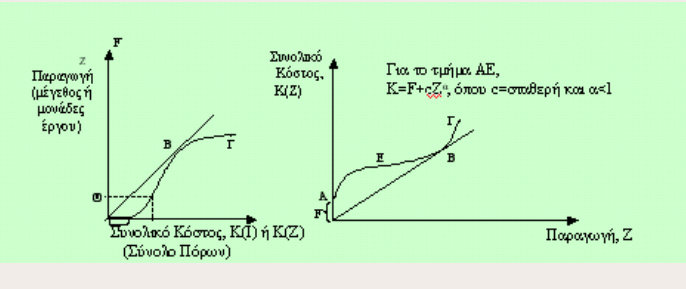 F
Z
Παραγωγή
(μέγεθος ή
μονάδες
έργου)
B
Γ
Συνολικό Κόστος, K(I) ή K(Z)
(Σύνολο Πόρων)
Συνολικό
Κόστος,
K(Z)
Για το τμήμα ΑΕ,
K=F+cZᵅ, όπου c=σταθερή και α<1
Γ
E
B
A
F
Παραγωγή, Z